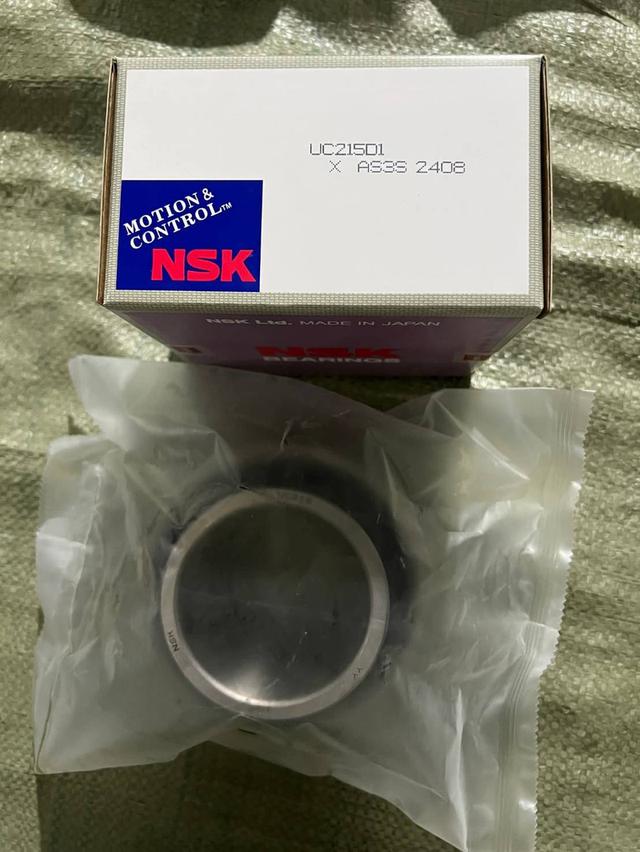 UC215D1
X AS3S 2408
MOTION &
CONTROL™
NSK
NSK Ltd. MADE IN JAPAN
NSK
BEARINGS
NSK